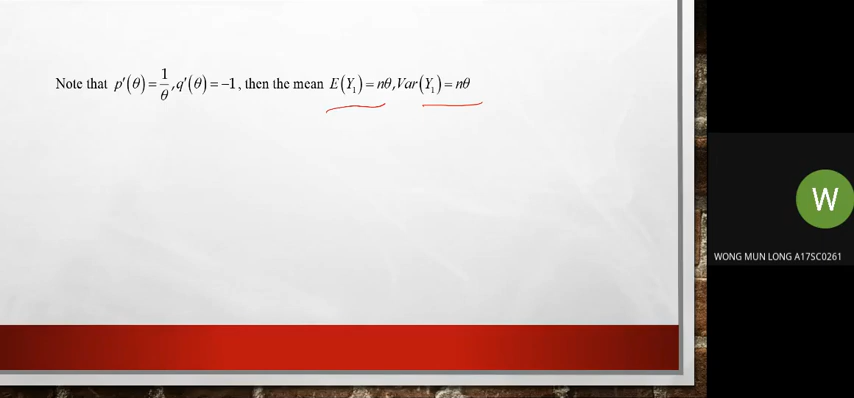 Note that p′(θ) = 1/θ, q′(θ) = −1, then the mean E(Y₁) = nθ, Var(Y₁) = nθ
W
WONG MUN LONG A17SC0261